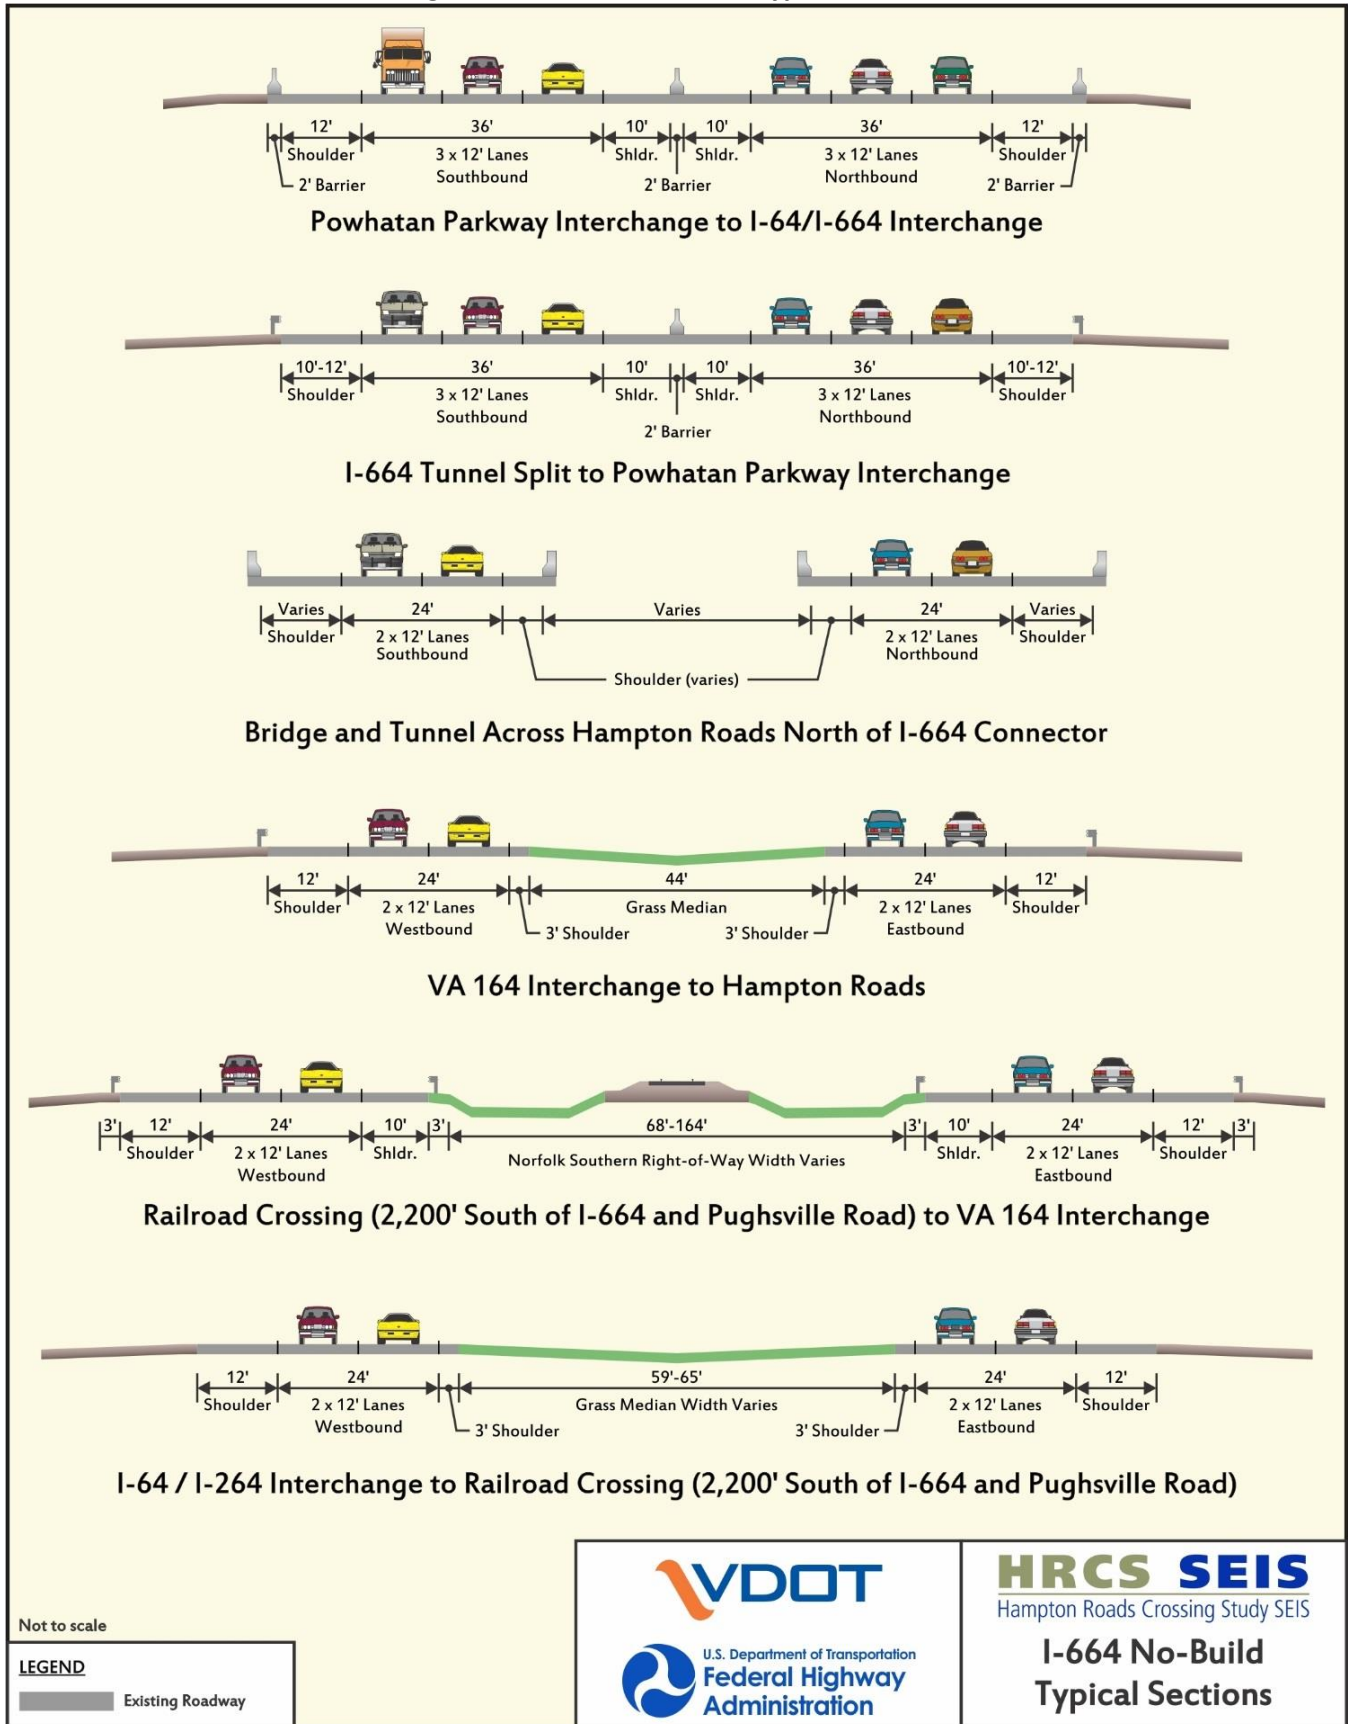 12' 36' 10' 10' 36' 12'
Shoulder 3 x 12' Lanes Shldr. Shldr. 3 x 12' Lanes Shoulder
Southbound Northbound
2' Barrier 2' Barrier 2' Barrier
Powhatan Parkway Interchange to I-64/I-664 Interchange
10'-12' 36' 10' 10' 36' 10'-12'
Shoulder 3 x 12' Lanes Shldr. Shldr. 3 x 12' Lanes Shoulder
Southbound Northbound
2' Barrier
I-664 Tunnel Split to Powhatan Parkway Interchange
Varies 24' Varies 24' Varies
Shoulder 2 x 12' Lanes 2 x 12' Lanes Shoulder
Southbound Northbound
Shoulder (varies)
Bridge and Tunnel Across Hampton Roads North of I-664 Connector
12' 24' 44' 24' 12'
Shoulder 2 x 12' Lanes Grass Median 2 x 12' Lanes Shoulder
Westbound 3' Shoulder 3' Shoulder Eastbound
VA 164 Interchange to Hampton Roads
3' 12' 24' 10' 3' 68'-164' 3' 10' 24' 12' 3'
Shoulder 2 x 12' Lanes Shldr. Norfolk Southern Right-of-Way Width Varies Shldr. 2 x 12' Lanes Shoulder
Westbound Eastbound
Railroad Crossing (2,200' South of I-664 and Pughsville Road) to VA 164 Interchange
12' 24' 59'-65' 24' 12'
Shoulder 2 x 12' Lanes Grass Median Width Varies 2 x 12' Lanes Shoulder
Westbound 3' Shoulder 3' Shoulder Eastbound
I-64 / I-264 Interchange to Railroad Crossing (2,200' South of I-664 and Pughsville Road)
Not to scale
LEGEND
Existing Roadway
VDOT
U.S. Department of Transportation
Federal Highway
Administration
HRCS SEIS
Hampton Roads Crossing Study SEIS
I-664 No-Build
Typical Sections